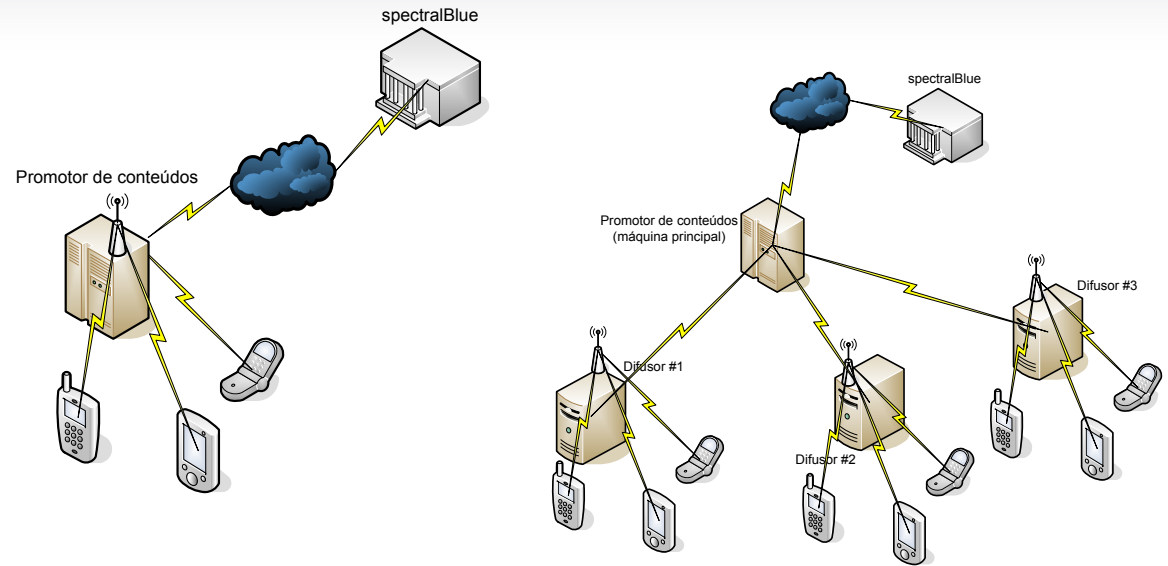 spectralBlue
Promotor de conteúdos
spectralBlue
Promotor de conteúdos
(máquina principal)
Difusor #3
Difusor #1
Difusor #2